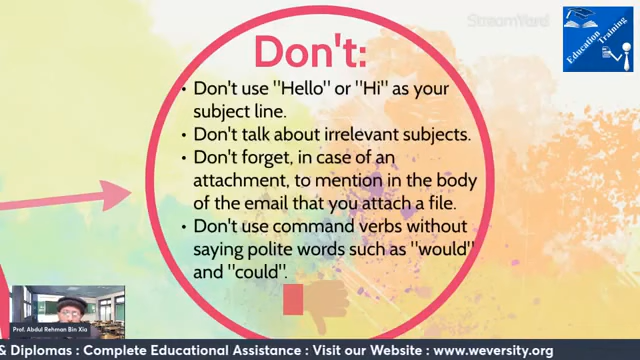 StreamYard
Education
Training
Don't:
• Don't use "Hello" or "Hi" as your
subject line.
• Don't talk about irrelevant subjects.
• Don't forget, in case of an
attachment, to mention in the body
of the email that you attach a file.
• Don't use command verbs without
saying polite words such as "would"
and "could".
Prof. Abdul Rehman Bin Xia
& Diplomas : Complete Educational Assistance : Visit our Website : www.weversity.org